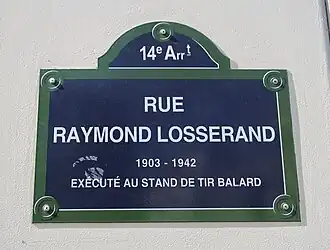 14e Arrt
RUE
RAYMOND LOSSERAND
1903 - 1942
EXÉCUTÉ AU STAND DE TIR BALARD